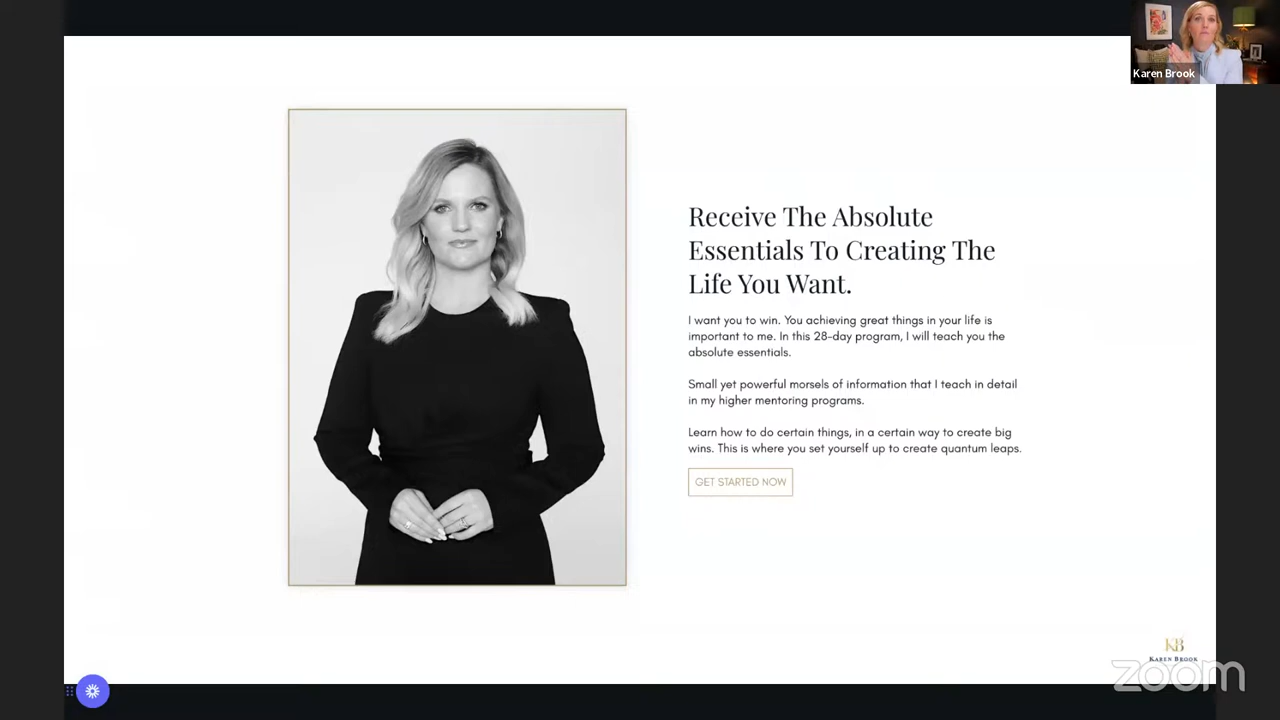 Karen Brook
Receive The Absolute
Essentials To Creating The
Life You Want.
I want you to win. You achieving great things in your life is
important to me. In this 28-day program, I will teach you the
absolute essentials.
Small yet powerful morsels of information that I teach in detail
in my higher mentoring programs.
Learn how to do certain things, in a certain way to create big
wins. This is where you set yourself up to create quantum leaps.
GET STARTED NOW
KB
KAREN BROOK
zoom